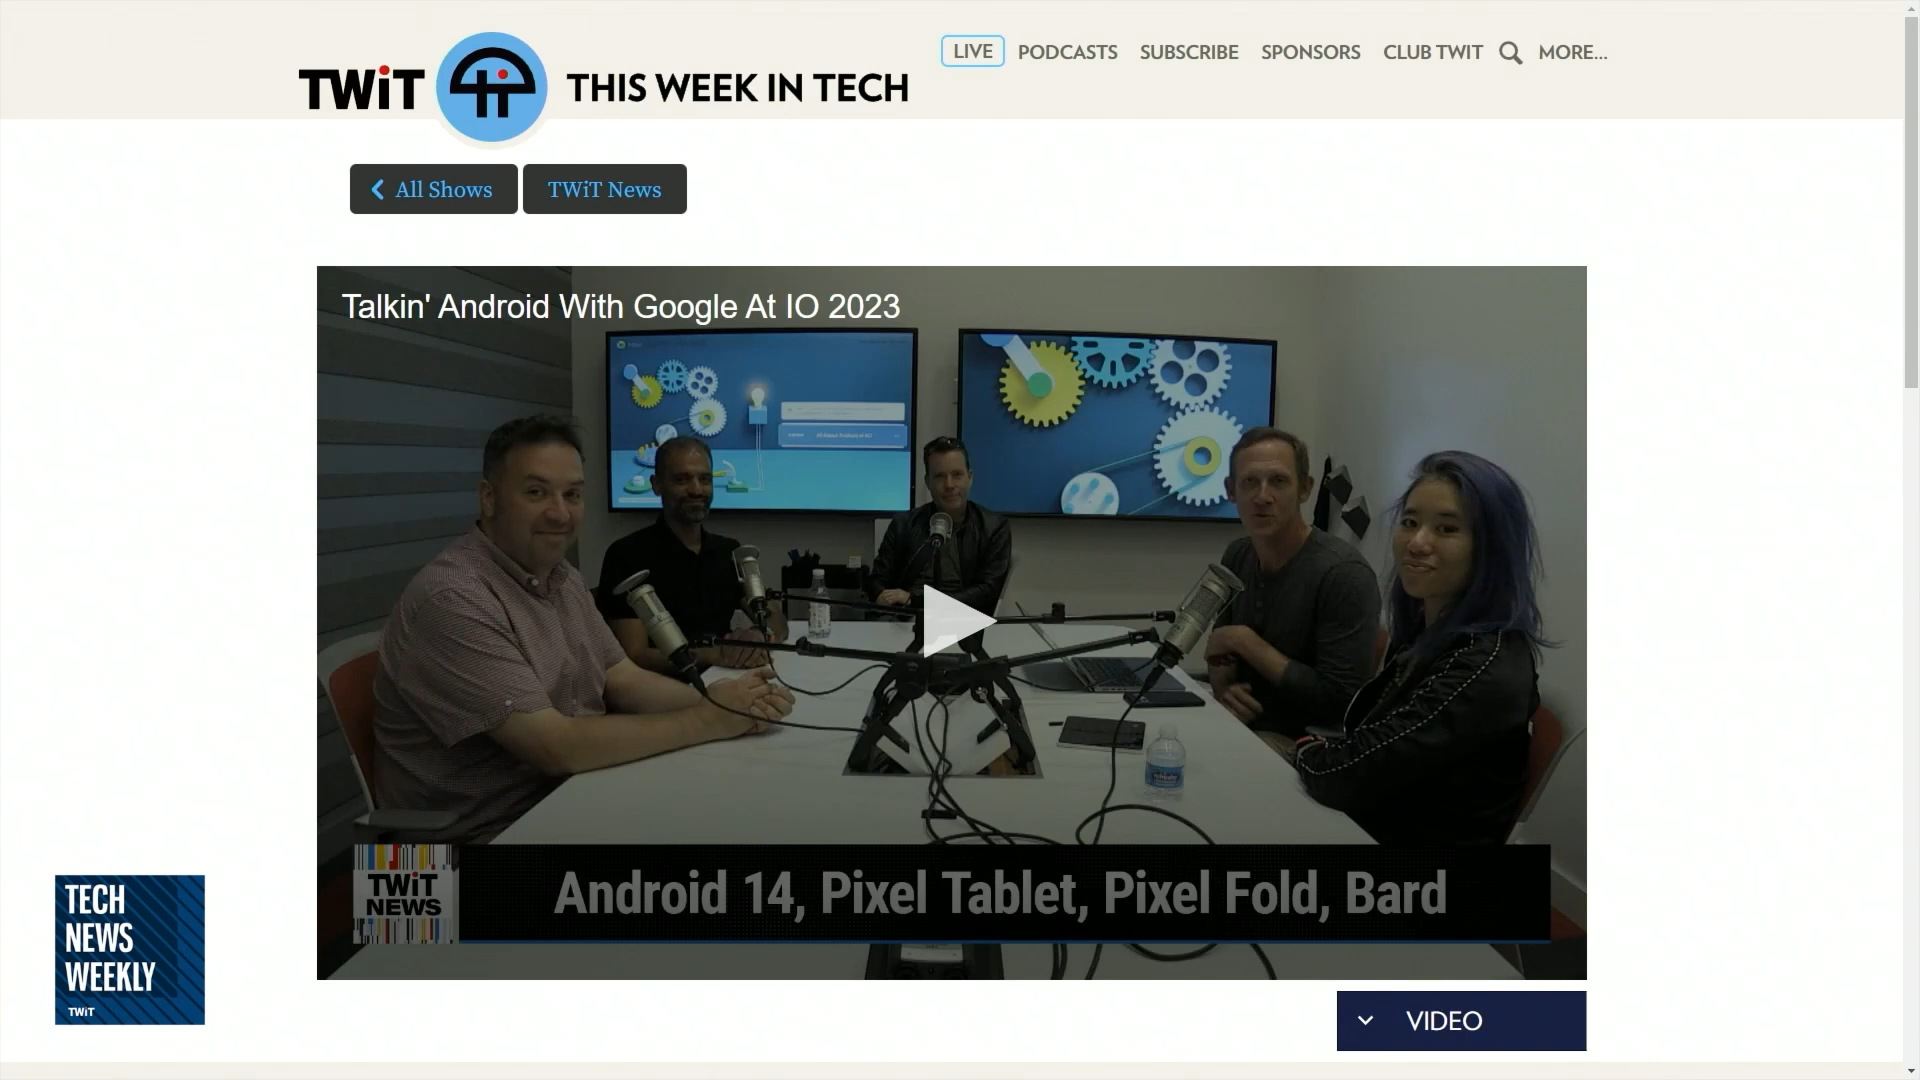 TWiT
THIS WEEK IN TECH
LIVE
PODCASTS
SUBSCRIBE
SPONSORS
CLUB TWIT
MORE...
All Shows
TWiT News
Talkin' Android With Google At IO 2023
TWiT
NEWS
Android 14, Pixel Tablet, Pixel Fold, Bard
TECH
NEWS
WEEKLY
TWiT
VIDEO